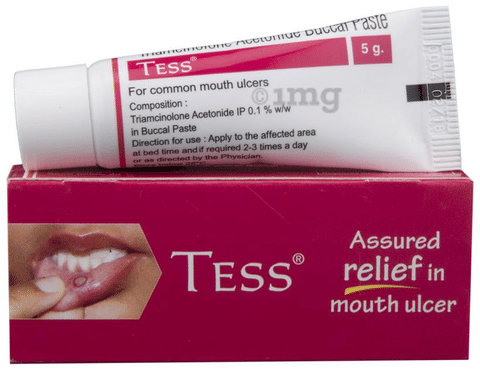 Triamcinolone Acetonide Buccal Paste
TESS® 5 g.
For common mouth ulcers
Composition :
Triamcinolone Acetonide IP 0.1 % w/w
in Buccal Paste
Direction for use : Apply to the affected area
at bed time and if required 2-3 times a day
or as directed by the Physician.
1mg
TESS®
Assured
relief in
mouth ulcer